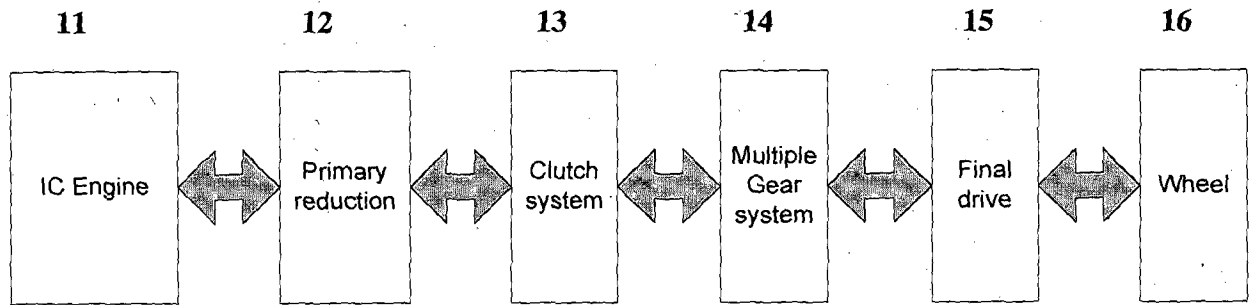 11 12 13 14 15 16
IC Engine
Primary
reduction
Clutch
system
Multiple
Gear
system
Final
drive
Wheel